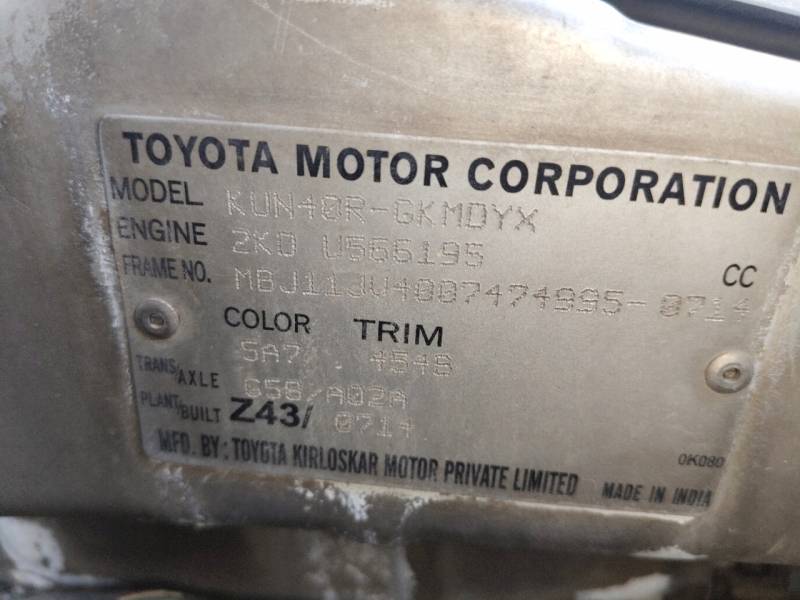 TOYOTA MOTOR CORPORATION
MODEL KUN40R-GKMDYX
ENGINE 2KD U566195 CC
FRAME NO. MBJ11JV4007474995-0714
COLOR TRIM
5A7 454S
TRANS/AXLE G58/A02A
PLANT/BUILT Z43/ 0714
MFD. BY : TOYOTA KIRLOSKAR MOTOR PRIVATE LIMITED
0K080
MADE IN INDIA